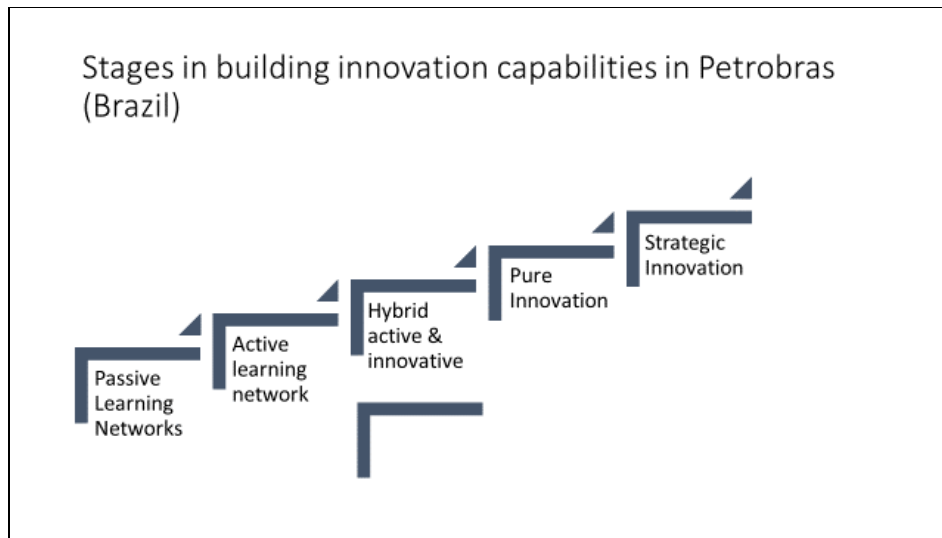 Stages in building innovation capabilities in Petrobras
(Brazil)
Passive
Learning
Networks
Active
learning
network
Hybrid
active &
innovative
Pure
Innovation
Strategic
Innovation